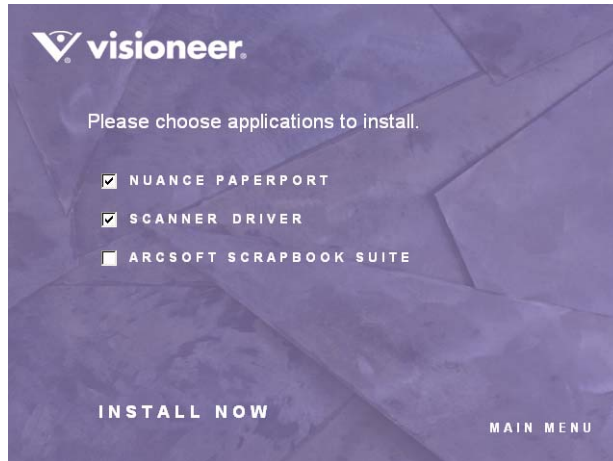 visioneer®
Please choose applications to install.
NUANCE PAPERPORT
SCANNER DRIVER
ARCSOFT SCRAPBOOK SUITE
INSTALL NOW
MAIN MENU